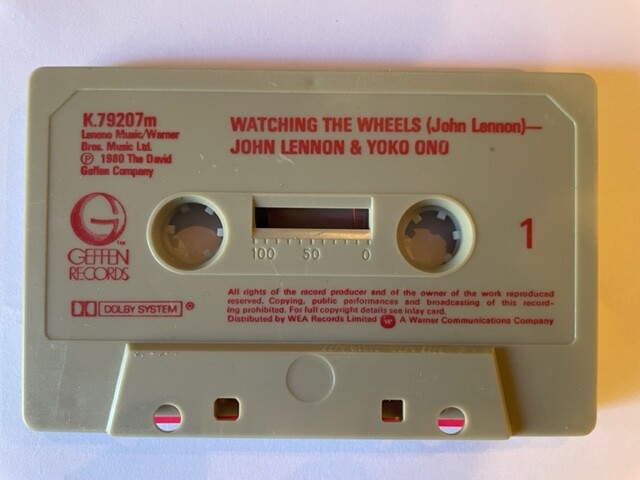 K.79207m
Lenono Music/Warner
Bros. Music Ltd.
Ⓟ 1980 The David
Geffen Company
WATCHING THE WHEELS (John Lennon)—
JOHN LENNON & YOKO ONO
G
™
GEFFEN
RECORDS
100 50 0
1
DOLBY SYSTEM ®
All rights of the record producer and of the owner of the work reproduced
reserved. Copying, public performances and broadcasting of this record-
ing prohibited. For full copyright details see inlay card.
Distributed by WEA Records Limited W A Warner Communications Company